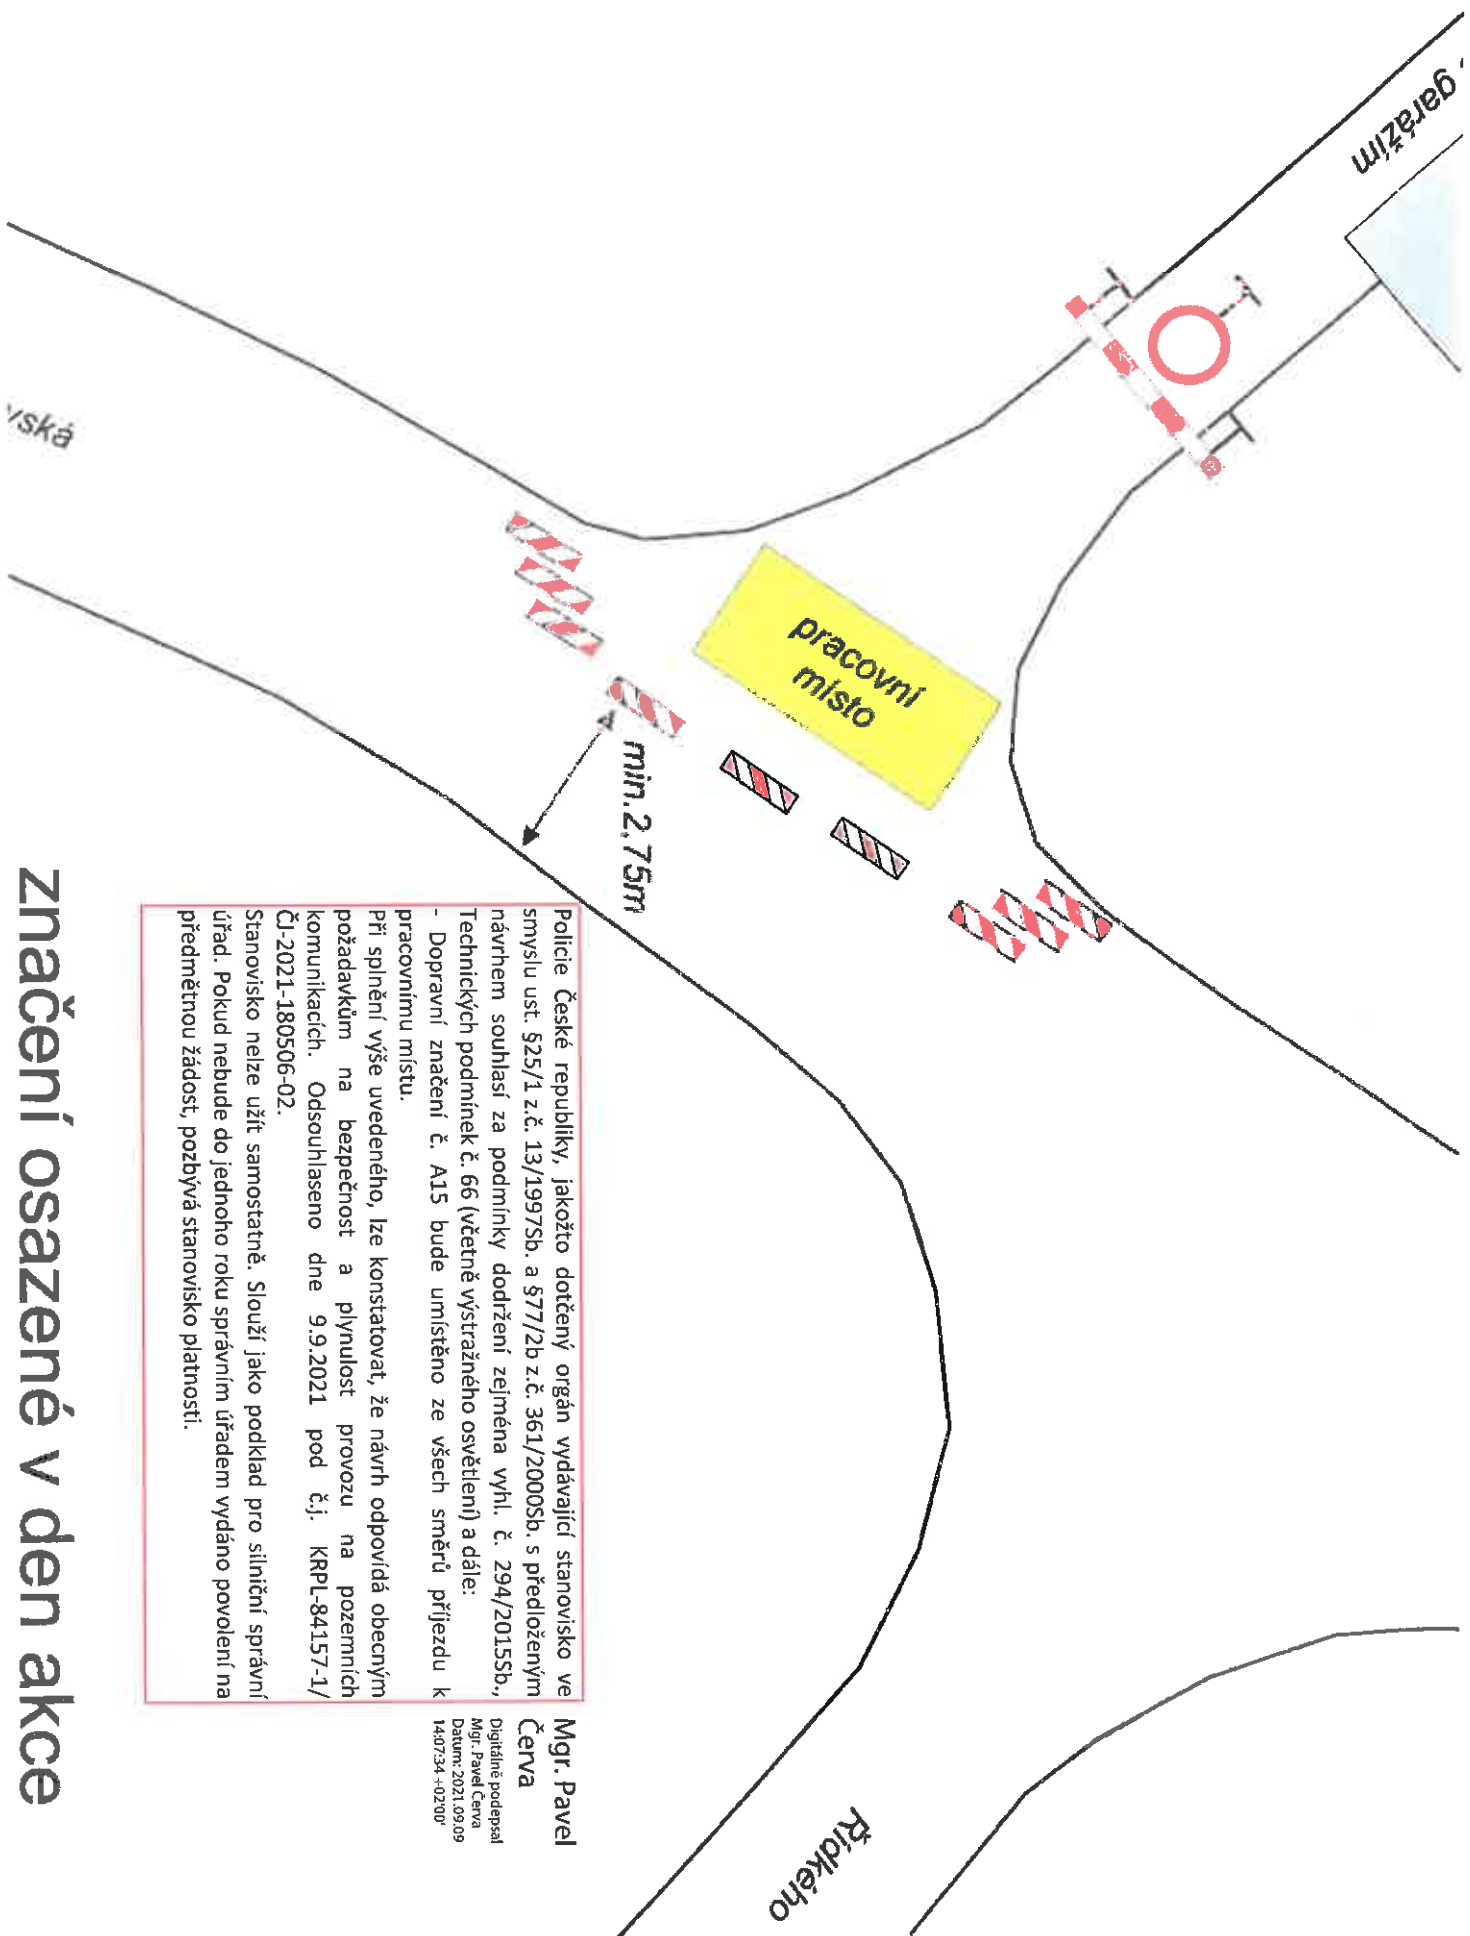 garážím
vská
pracovní
místo
min.2,75m
Policie České republiky, jakožto dotčený orgán vydávající stanovisko ve
smyslu ust. §25/1 z.č. 13/1997Sb. a §77/2b z.č. 361/2000Sb. s předloženým
návrhem souhlasí za podmínky dodržení zejména vyhl. č. 294/2015Sb.,
Technických podmínek č. 66 (včetně výstražného osvětlení) a dále:
- Dopravní značení č. A15 bude umístěno ze všech směrů příjezdu k
pracovnímu místu.
Při splnění výše uvedeného, lze konstatovat, že návrh odpovídá obecným
požadavkům na bezpečnost a plynulost provozu na pozemních
komunikacích. Odsouhlaseno dne 9.9.2021 pod č.j. KRPL-84157-1/
ČJ-2021-180506-02.
Stanovisko nelze užít samostatně. Slouží jako podklad pro silniční správní
úřad. Pokud nebude do jednoho roku správním úřadem vydáno povolení na
předmětnou žádost, pozbývá stanovisko platnosti.
Mgr. Pavel
Červa
Digitálně podepsal
Mgr. Pavel Červa
Datum: 2021.09.09
14:07:34 +02'00'
Řídkého
značení osazené v den akce